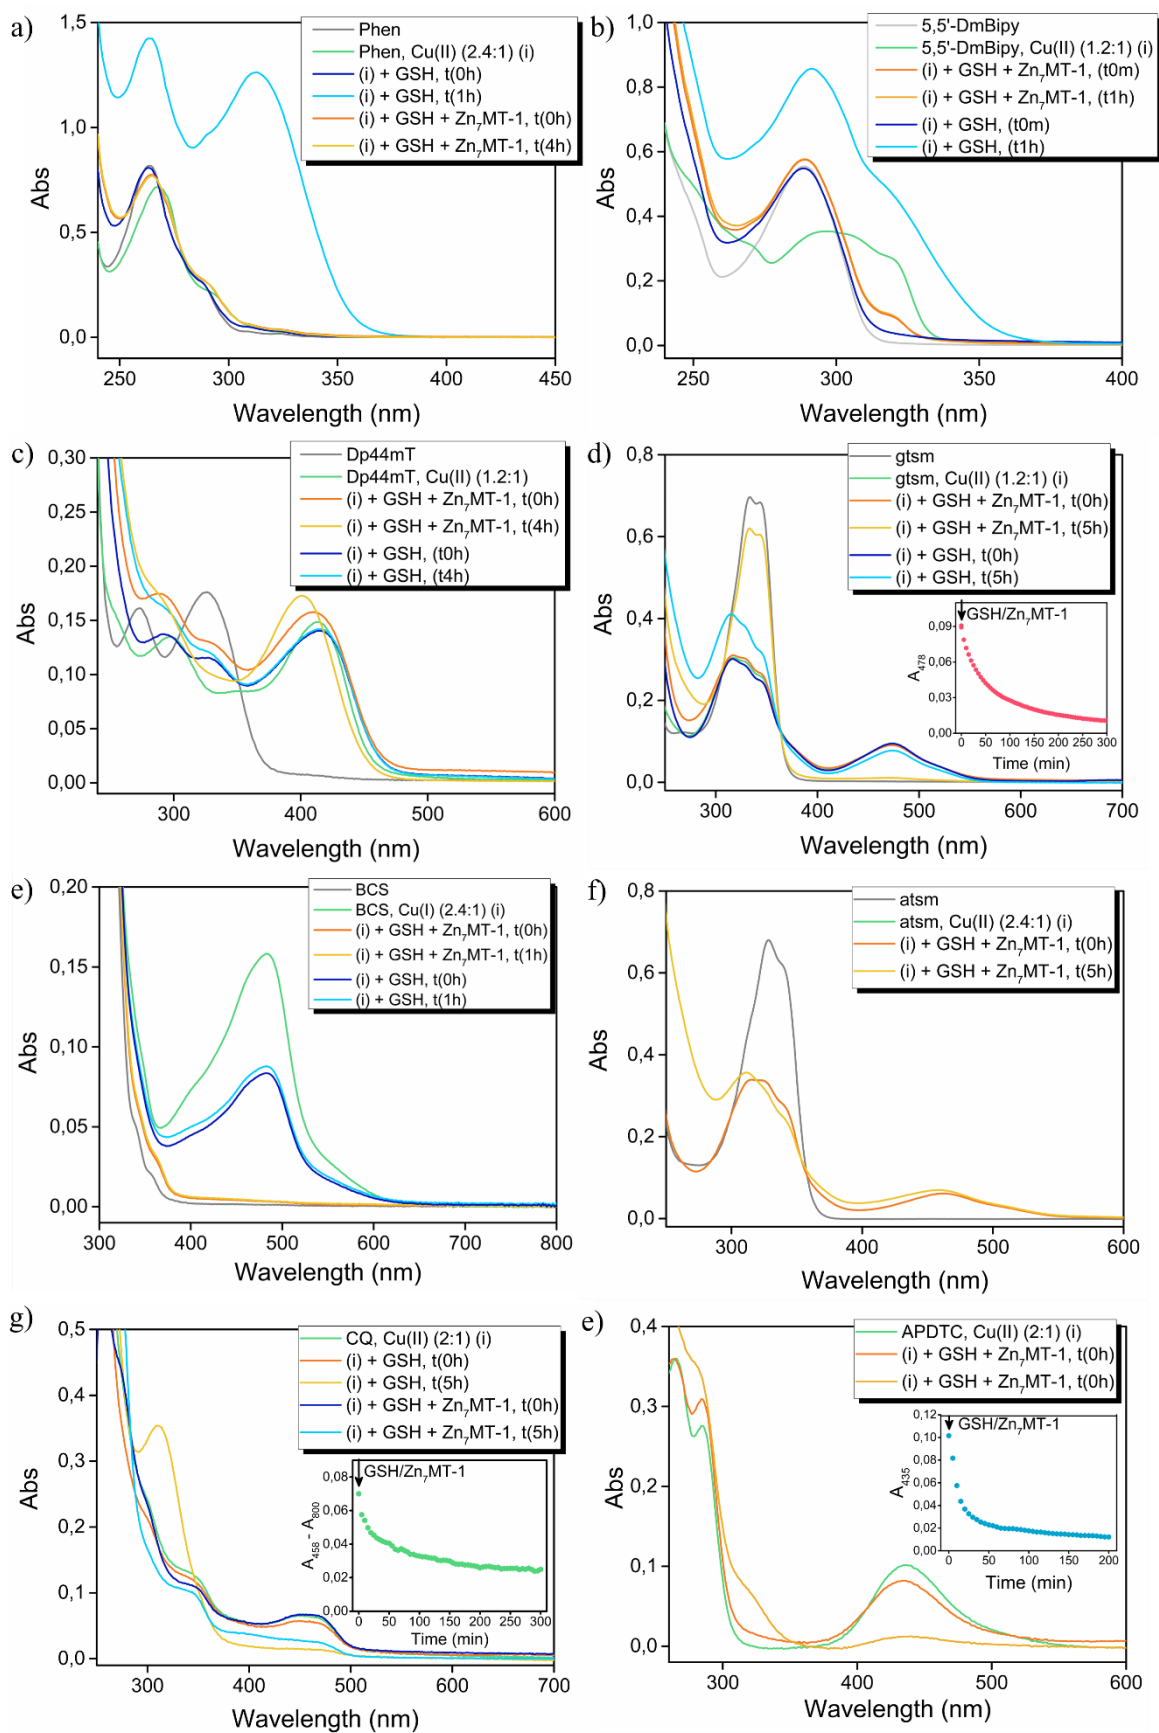 a)
Phen
Phen, Cu(II) (2.4:1) (i)
(i) + GSH, t(0h)
(i) + GSH, t(1h)
(i) + GSH + Zn₇MT-1, t(0h)
(i) + GSH + Zn₇MT-1, t(4h)
1,5
1,0
0,5
0,0
Abs
250 300 350 400 450
Wavelength (nm)
b)
5,5'-DmBipy
5,5'-DmBipy, Cu(II) (1.2:1) (i)
(i) + GSH + Zn₇MT-1, (t0m)
(i) + GSH + Zn₇MT-1, (t1h)
(i) + GSH, (t0m)
(i) + GSH, (t1h)
1,0
0,8
0,6
0,4
0,2
0,0
Abs
250 300 350 400
Wavelength (nm)
c)
Dp44mT
Dp44mT, Cu(II) (1.2:1)
(i) + GSH + Zn₇MT-1, t(0h)
(i) + GSH + Zn₇MT-1, t(4h)
(i) + GSH, (t0h)
(i) + GSH, (t4h)
0,30
0,25
0,20
0,15
0,10
0,05
0,00
Abs
300 400 500 600
Wavelength (nm)
d)
gtsm
gtsm, Cu(II) (1.2:1) (i)
(i) + GSH + Zn₇MT-1, t(0h)
(i) + GSH + Zn₇MT-1, t(5h)
(i) + GSH, t(0h)
(i) + GSH, t(5h)
0,8
0,6
0,4
0,2
0,0
Abs
GSH/Zn₇MT-1
0,09
0,06
0,03
0,00
A₄₇₈
0 50 100 150 200 250 300
Time (min)
300 400 500 600 700
Wavelength (nm)
e)
BCS
BCS, Cu(I) (2.4:1) (i)
(i) + GSH + Zn₇MT-1, t(0h)
(i) + GSH + Zn₇MT-1, t(1h)
(i) + GSH, t(0h)
(i) + GSH, t(1h)
0,20
0,15
0,10
0,05
0,00
Abs
300 400 500 600 700 800
Wavelength (nm)
f)
atsm
atsm, Cu(II) (2.4:1) (i)
(i) + GSH + Zn₇MT-1, t(0h)
(i) + GSH + Zn₇MT-1, t(5h)
0,8
0,6
0,4
0,2
0,0
Abs
300 400 500 600
Wavelength (nm)
g)
CQ, Cu(II) (2:1) (i)
(i) + GSH, t(0h)
(i) + GSH, t(5h)
(i) + GSH + Zn₇MT-1, t(0h)
(i) + GSH + Zn₇MT-1, t(5h)
0,5
0,4
0,3
0,2
0,1
0,0
Abs
GSH/Zn₇MT-1
0,08
0,06
0,04
0,02
0,00
A₄₅₈ - A₈₀₀
0 50 100 150 200 250 300
Time (min)
300 400 500 600 700
Wavelength (nm)
e)
APDTC, Cu(II) (2:1) (i)
(i) + GSH + Zn₇MT-1, t(0h)
(i) + GSH + Zn₇MT-1, t(0h)
0,4
0,3
0,2
0,1
0,0
Abs
GSH/Zn₇MT-1
0,12
0,10
0,08
0,06
0,04
0,02
0,00
A₄₃₅
0 50 100 150 200
Time (min)
300 400 500 600
Wavelength (nm)